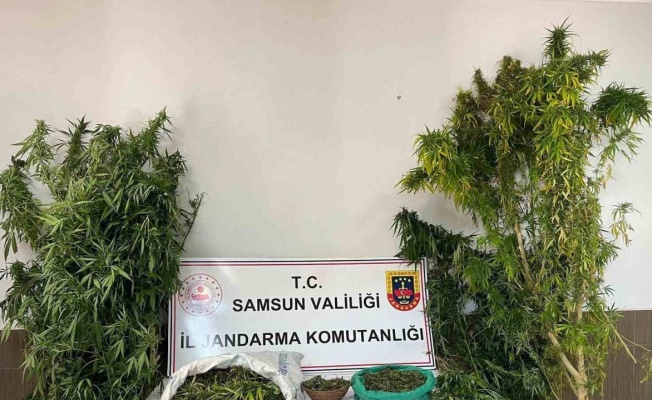 T.C.
SAMSUN VALİLİĞİ
İL JANDARMA KOMUTANLIĞI